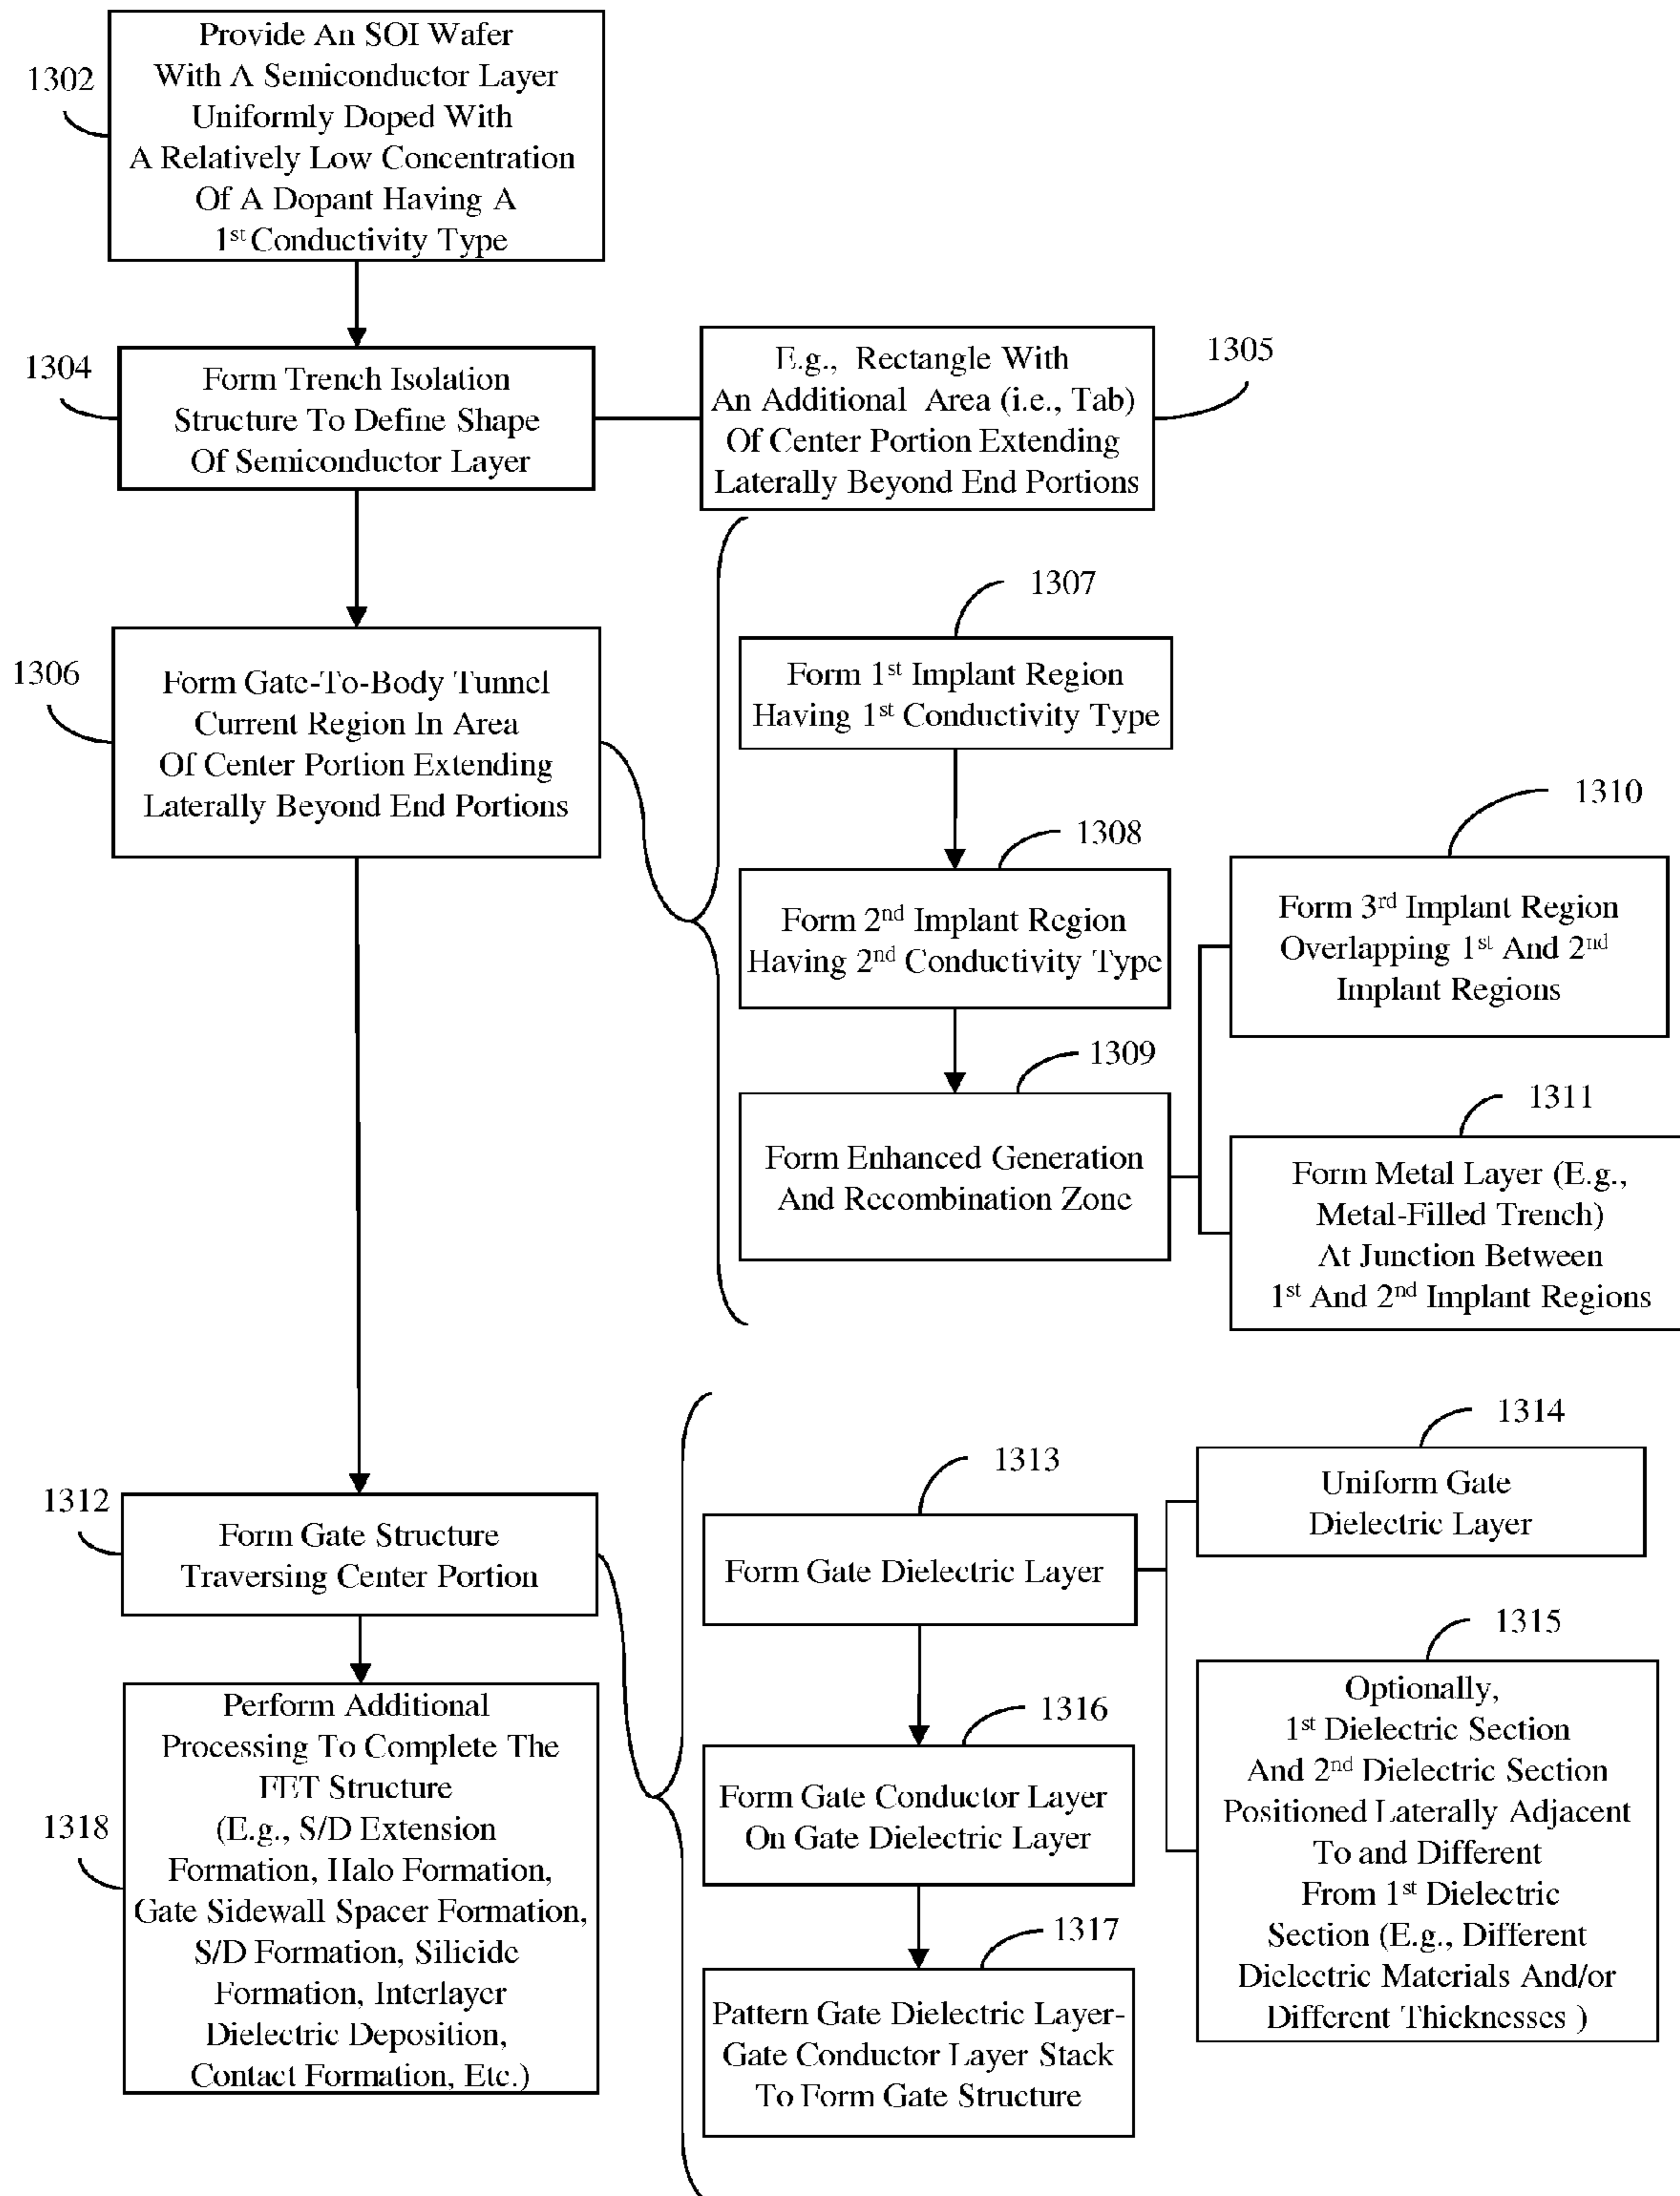 1302
Provide An SOI Wafer
With A Semiconductor Layer
Uniformly Doped With
A Relatively Low Concentration
Of A Dopant Having A
1st Conductivity Type
1304
Form Trench Isolation
Structure To Define Shape
Of Semiconductor Layer
1305
E.g., Rectangle With
An Additional Area (i.e., Tab)
Of Center Portion Extending
Laterally Beyond End Portions
1306
Form Gate-To-Body Tunnel
Current Region In Area
Of Center Portion Extending
Laterally Beyond End Portions
1307
Form 1st Implant Region
Having 1st Conductivity Type
1308
Form 2nd Implant Region
Having 2nd Conductivity Type
1309
Form Enhanced Generation
And Recombination Zone
1310
Form 3rd Implant Region
Overlapping 1st And 2nd
Implant Regions
1311
Form Metal Layer (E.g.,
Metal-Filled Trench)
At Junction Between
1st And 2nd Implant Regions
1312
Form Gate Structure
Traversing Center Portion
1313
Form Gate Dielectric Layer
1314
Uniform Gate
Dielectric Layer
1315
Optionally,
1st Dielectric Section
And 2nd Dielectric Section
Positioned Laterally Adjacent
To and Different
From 1st Dielectric
Section (E.g., Different
Dielectric Materials And/or
Different Thicknesses )
1316
Form Gate Conductor Layer
On Gate Dielectric Layer
1317
Pattern Gate Dielectric Layer-
Gate Conductor Layer Stack
To Form Gate Structure
1318
Perform Additional
Processing To Complete The
FET Structure
(E.g., S/D Extension
Formation, Halo Formation,
Gate Sidewall Spacer Formation,
S/D Formation, Silicide
Formation, Interlayer
Dielectric Deposition,
Contact Formation, Etc.)